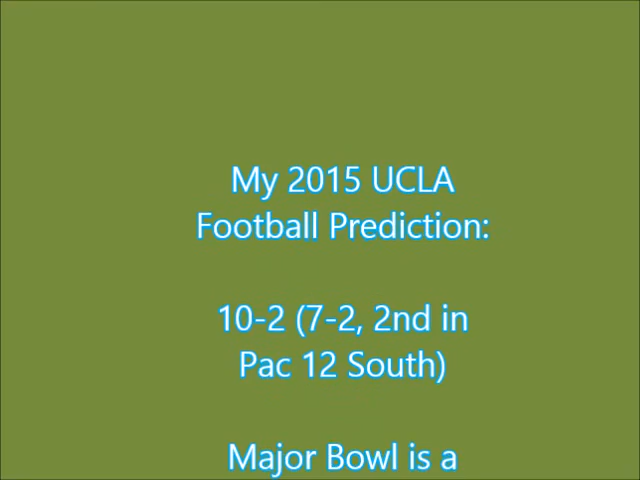 My 2015 UCLA
Football Prediction:
10-2 (7-2, 2nd in
Pac 12 South)
Major Bowl is a